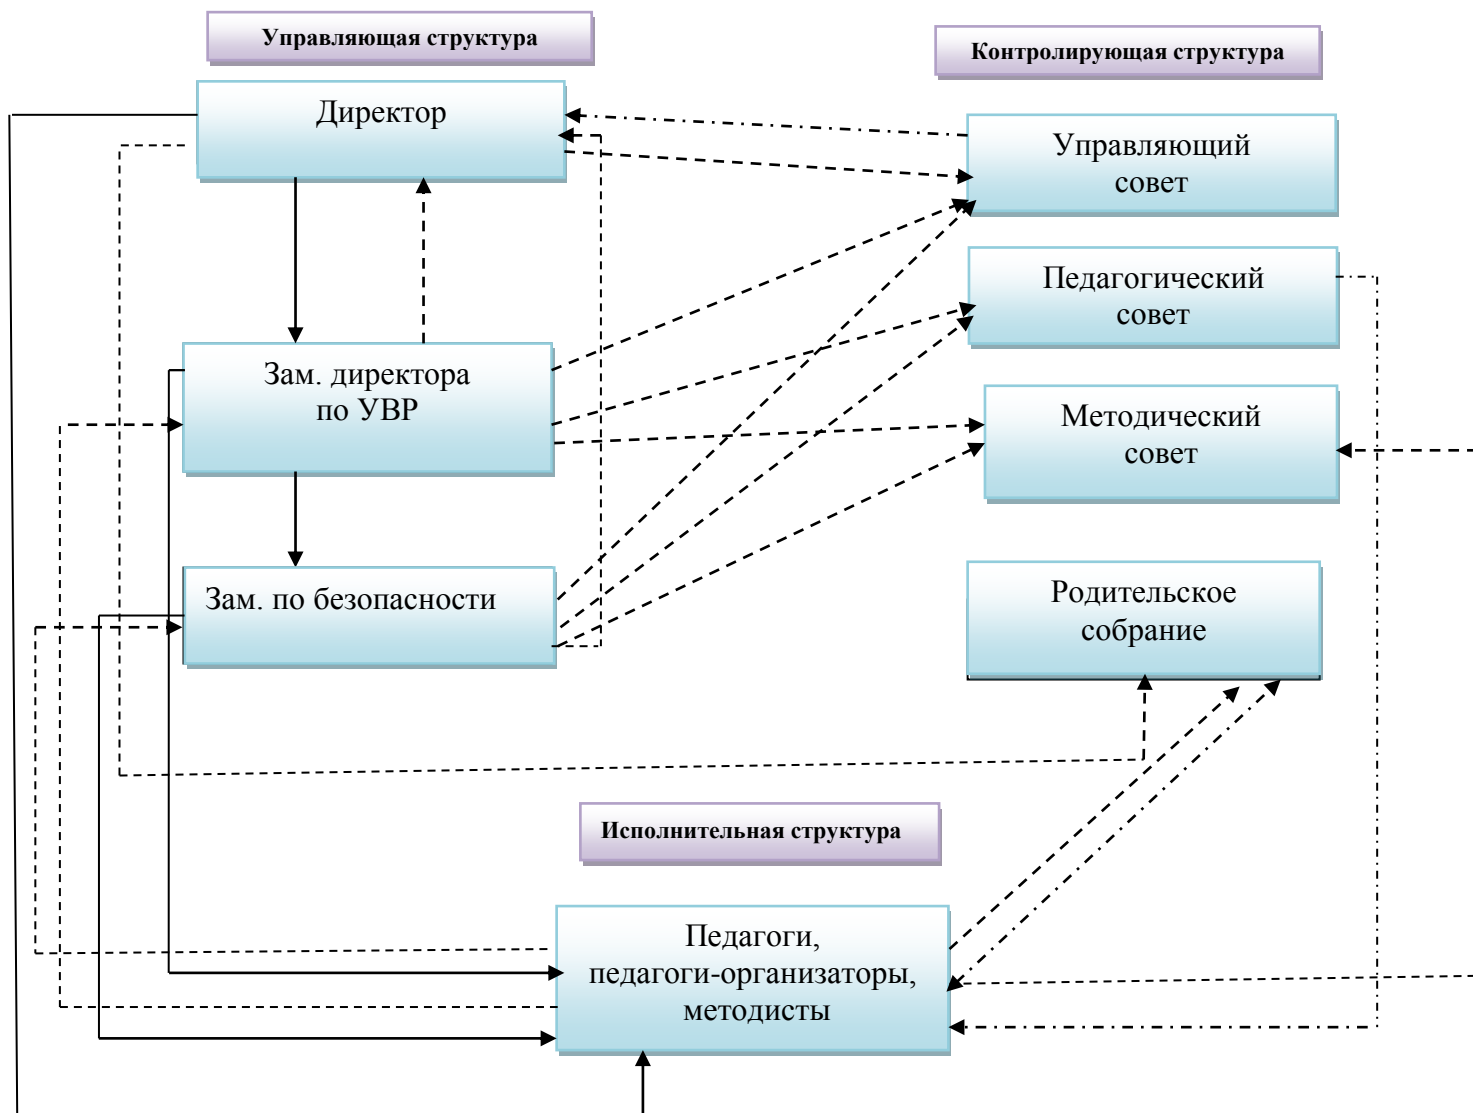 Управляющая структура
Контролирующая структура
Директор
Управляющий
совет
Педагогический
совет
Зам. директора
по УВР
Методический
совет
Зам. по безопасности
Родительское
собрание
Исполнительная структура
Педагоги,
педагоги-организаторы,
методисты